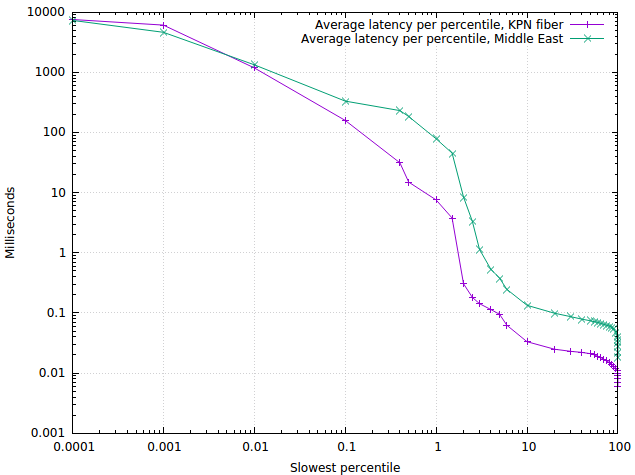 10000
1000
100
10
1
0.1
0.01
0.001
Milliseconds
Average latency per percentile, KPN fiber
Average latency per percentile, Middle East
0.0001 0.001 0.01 0.1 1 10 100
Slowest percentile